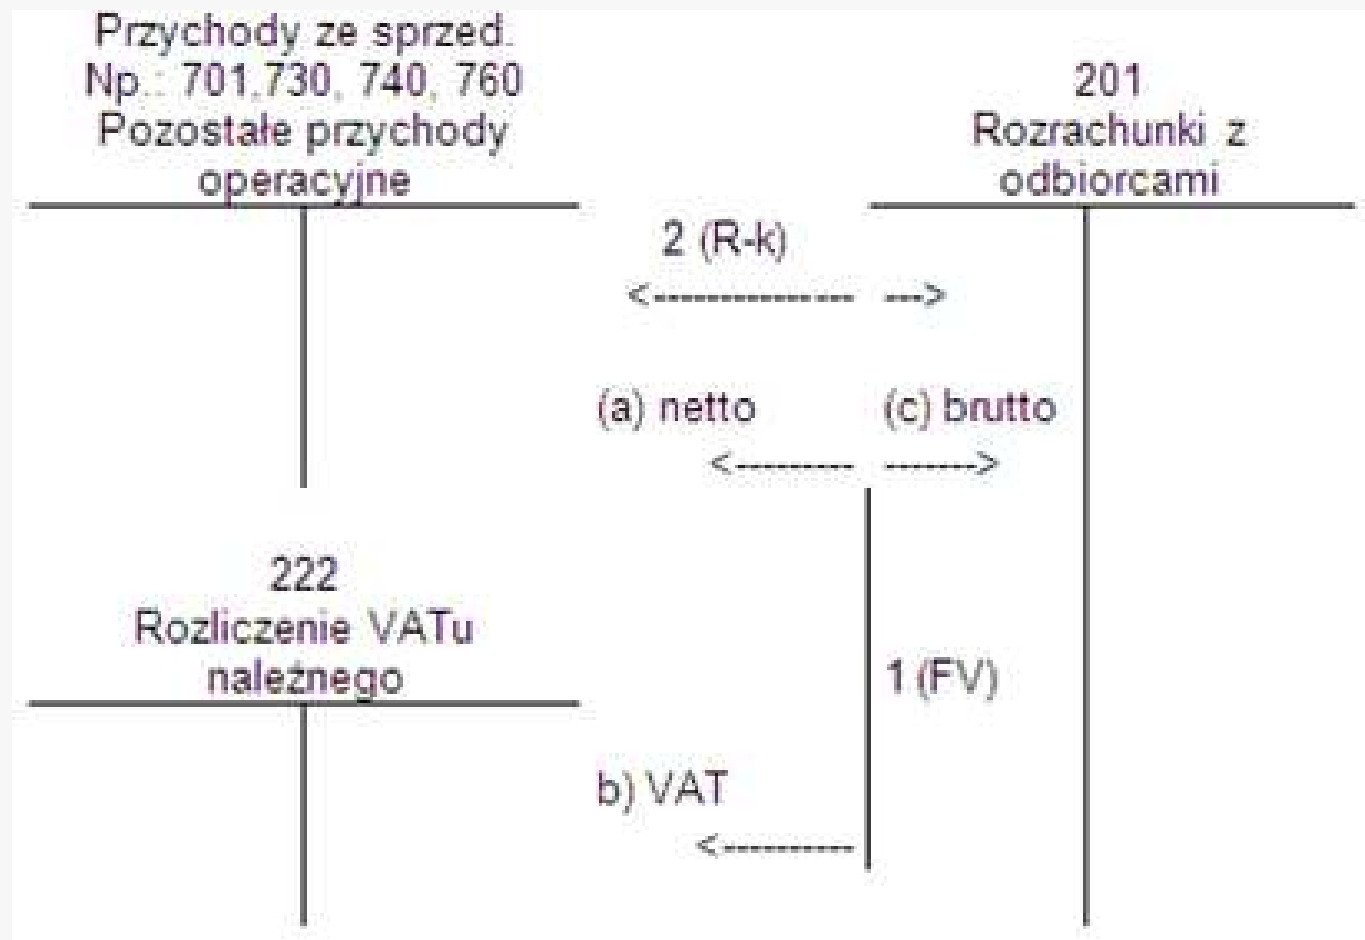 Przychody ze sprzed.
Np.: 701,730, 740, 760
Pozostałe przychody
operacyjne
201
Rozrachunki z
odbiorcami
2 (R-k)
<--------------- --->
(a) netto (c) brutto
<--------- ------->
222
Rozliczenie VATu
należnego
1 (FV)
b) VAT
<----------